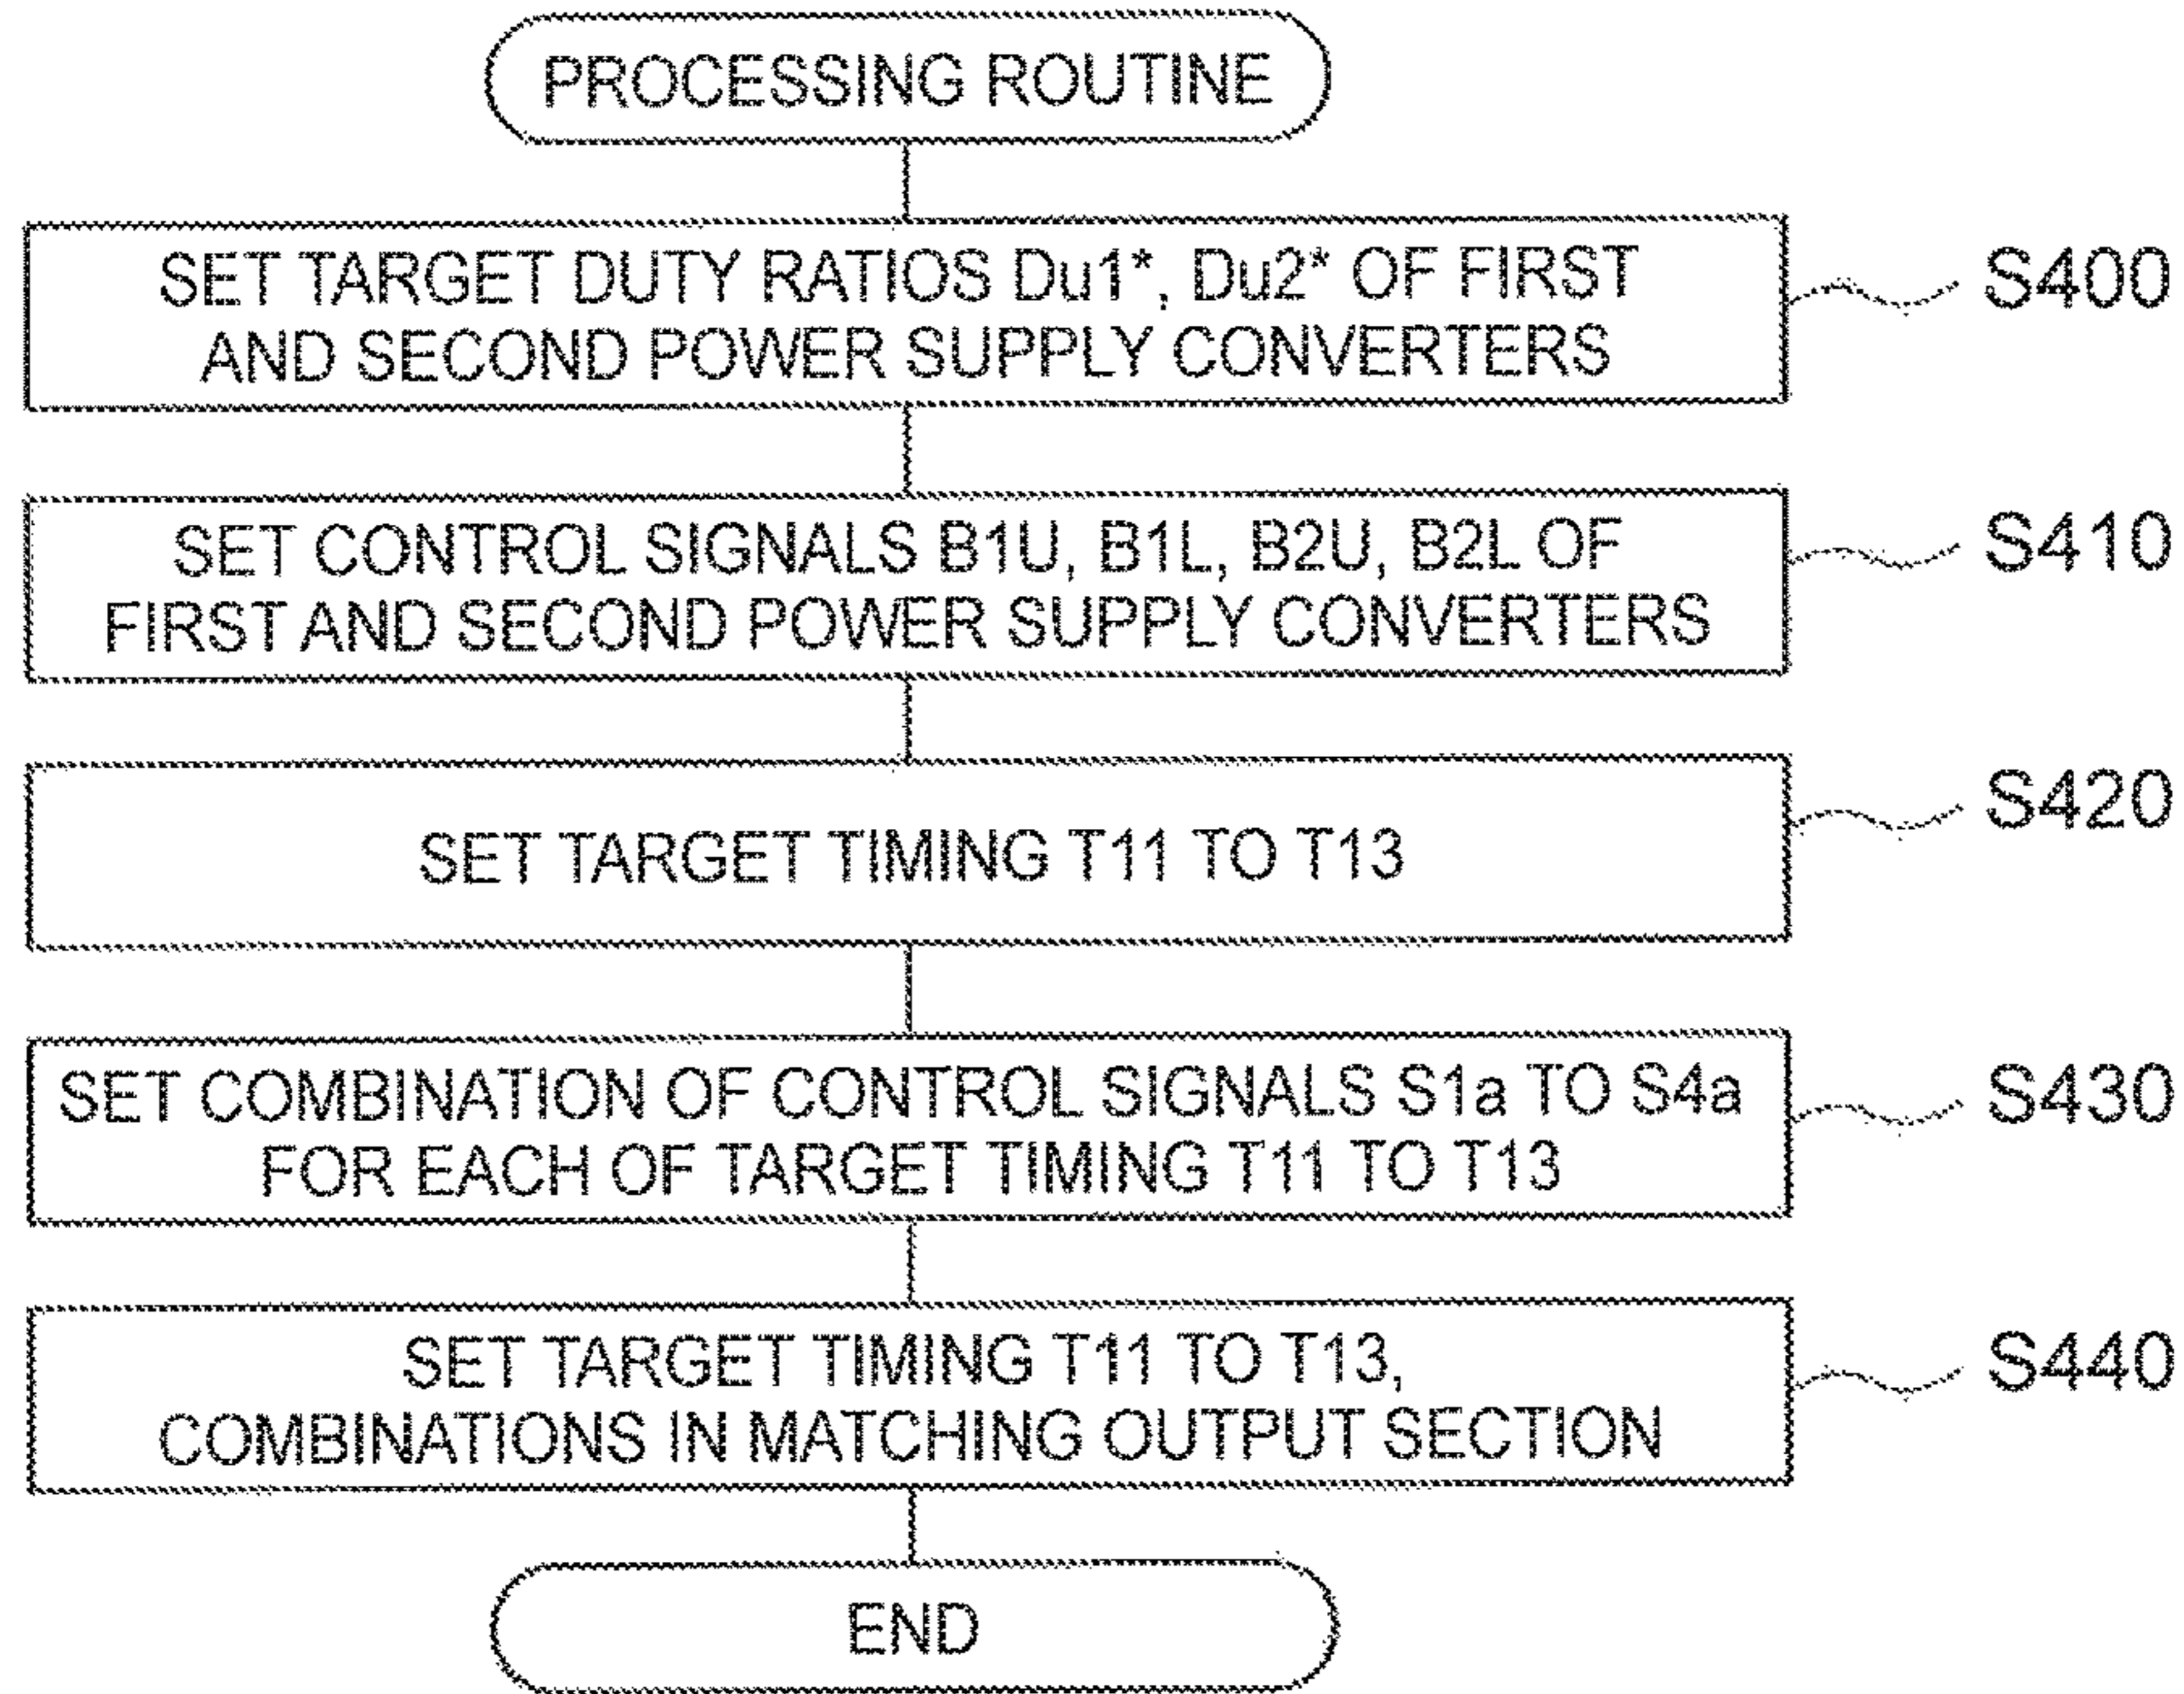 PROCESSING ROUTINE
SET TARGET DUTY RATIOS Du1*, Du2* OF FIRST
AND SECOND POWER SUPPLY CONVERTERS
S400
SET CONTROL SIGNALS B1U, B1L, B2U, B2L OF
FIRST AND SECOND POWER SUPPLY CONVERTERS
S410
SET TARGET TIMING T11 TO T13
S420
SET COMBINATION OF CONTROL SIGNALS S1a TO S4a
FOR EACH OF TARGET TIMING T11 TO T13
S430
SET TARGET TIMING T11 TO T13,
COMBINATIONS IN MATCHING OUTPUT SECTION
S440
END